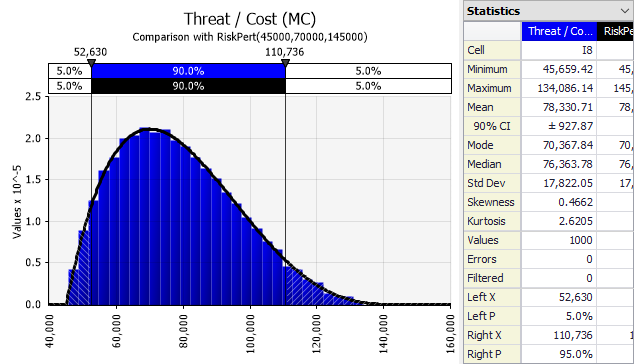 Threat / Cost (MC)
Comparison with RiskPert(45000,70000,145000)
52,630 110,736
5.0% 90.0% 5.0%
5.0% 90.0% 5.0%
Values x 10^-5
2.5
2.0
1.5
1.0
0.5
0.0
40,000 60,000 80,000 100,000 120,000 140,000 160,000
Statistics
Threat / Co... RiskP
Cell I8
Minimum 45,659.42 45,
Maximum 134,086.14 145,
Mean 78,330.71 78,
90% CI ± 927.87
Mode 70,367.84 70,
Median 76,363.78 76,
Std Dev 17,822.05 17,
Skewness 0.4662
Kurtosis 2.6205
Values 1000
Errors 0
Filtered 0
Left X 52,630
Left P 5.0%
Right X 110,736 1
Right P 95.0%